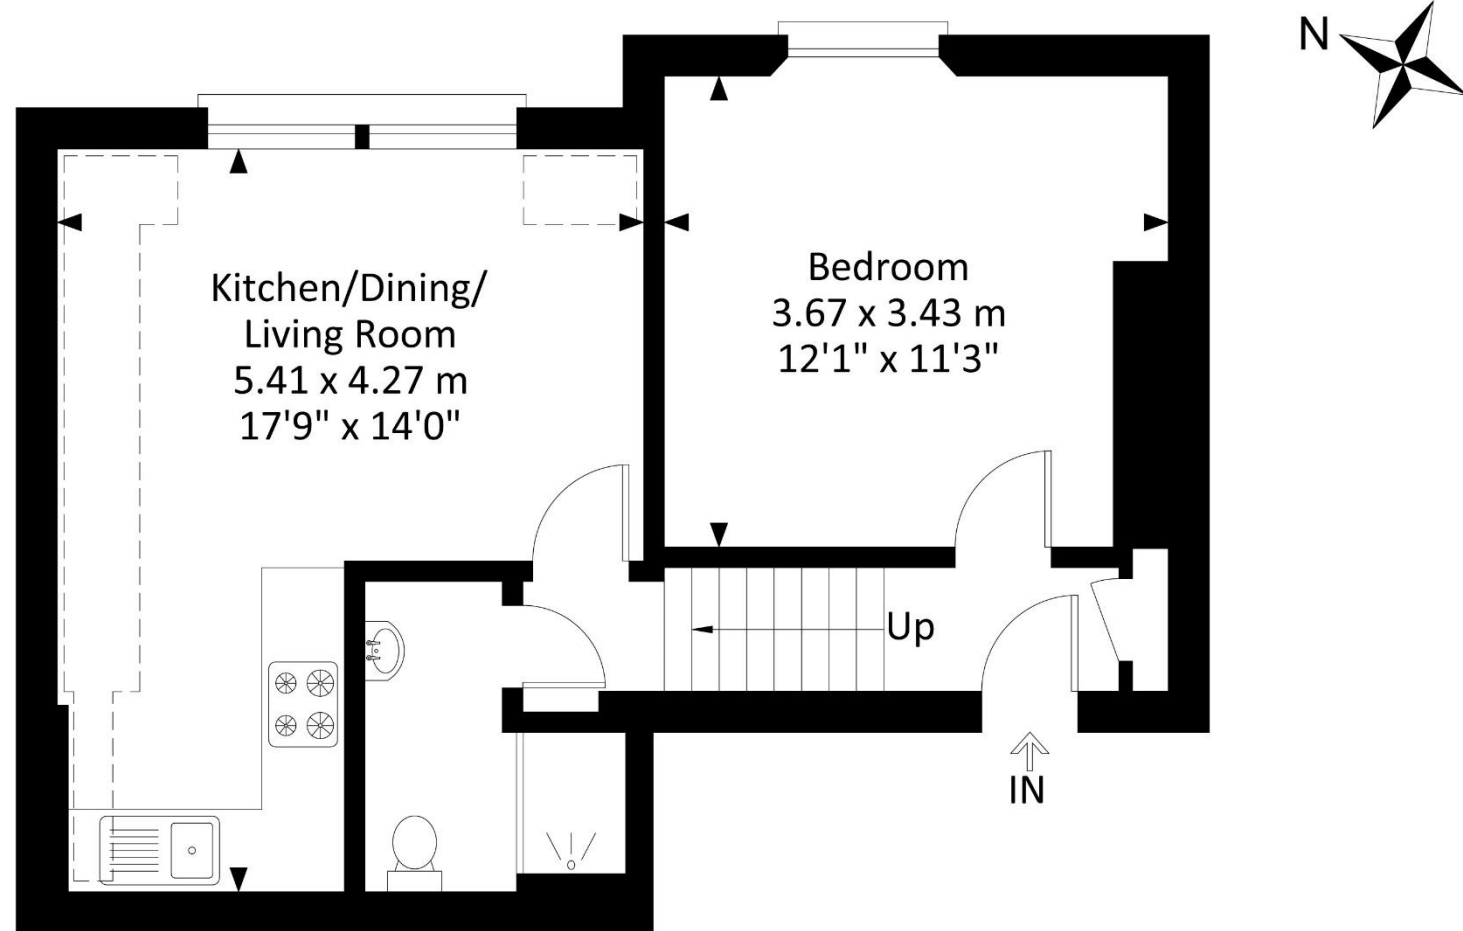 N
Kitchen/Dining/
Living Room
5.41 x 4.27 m
17'9" x 14'0"
Bedroom
3.67 x 3.43 m
12'1" x 11'3"
Up
IN